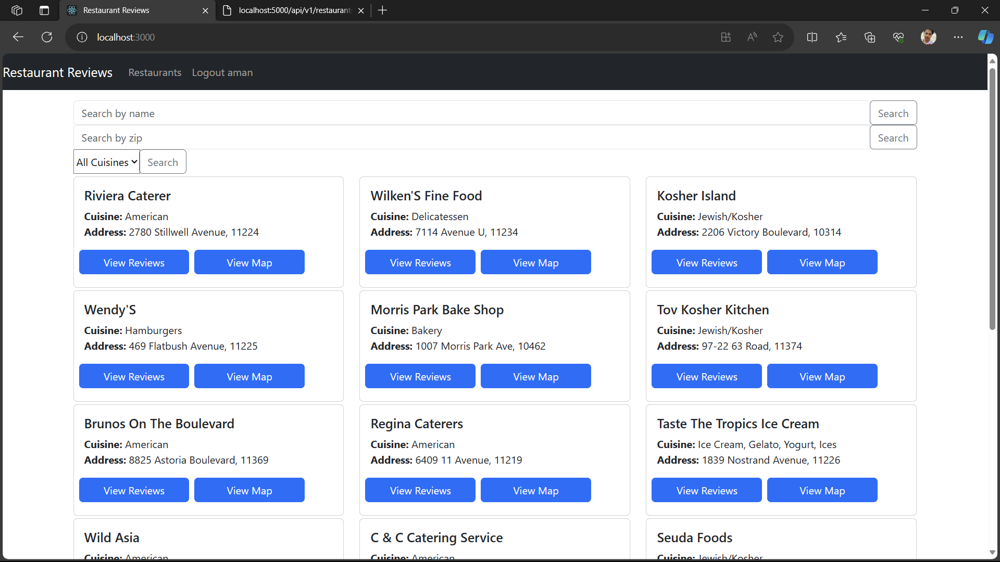 Restaurant Reviews
localhost:5000/api/v1/restaurant
localhost:3000
Restaurant Reviews
Restaurants
Logout aman
Search by name
Search
Search by zip
Search
All Cuisines
Search
Riviera Caterer
Cuisine: American
Address: 2780 Stillwell Avenue, 11224
View Reviews
View Map
Wilken'S Fine Food
Cuisine: Delicatessen
Address: 7114 Avenue U, 11234
View Reviews
View Map
Kosher Island
Cuisine: Jewish/Kosher
Address: 2206 Victory Boulevard, 10314
View Reviews
View Map
Wendy'S
Cuisine: Hamburgers
Address: 469 Flatbush Avenue, 11225
View Reviews
View Map
Morris Park Bake Shop
Cuisine: Bakery
Address: 1007 Morris Park Ave, 10462
View Reviews
View Map
Tov Kosher Kitchen
Cuisine: Jewish/Kosher
Address: 97-22 63 Road, 11374
View Reviews
View Map
Brunos On The Boulevard
Cuisine: American
Address: 8825 Astoria Boulevard, 11369
View Reviews
View Map
Regina Caterers
Cuisine: American
Address: 6409 11 Avenue, 11219
View Reviews
View Map
Taste The Tropics Ice Cream
Cuisine: Ice Cream, Gelato, Yogurt, Ices
Address: 1839 Nostrand Avenue, 11226
View Reviews
View Map
Wild Asia
Cuisine: American
C & C Catering Service
Cuisine: American
Seuda Foods
Cuisine: Jewish/Kosher